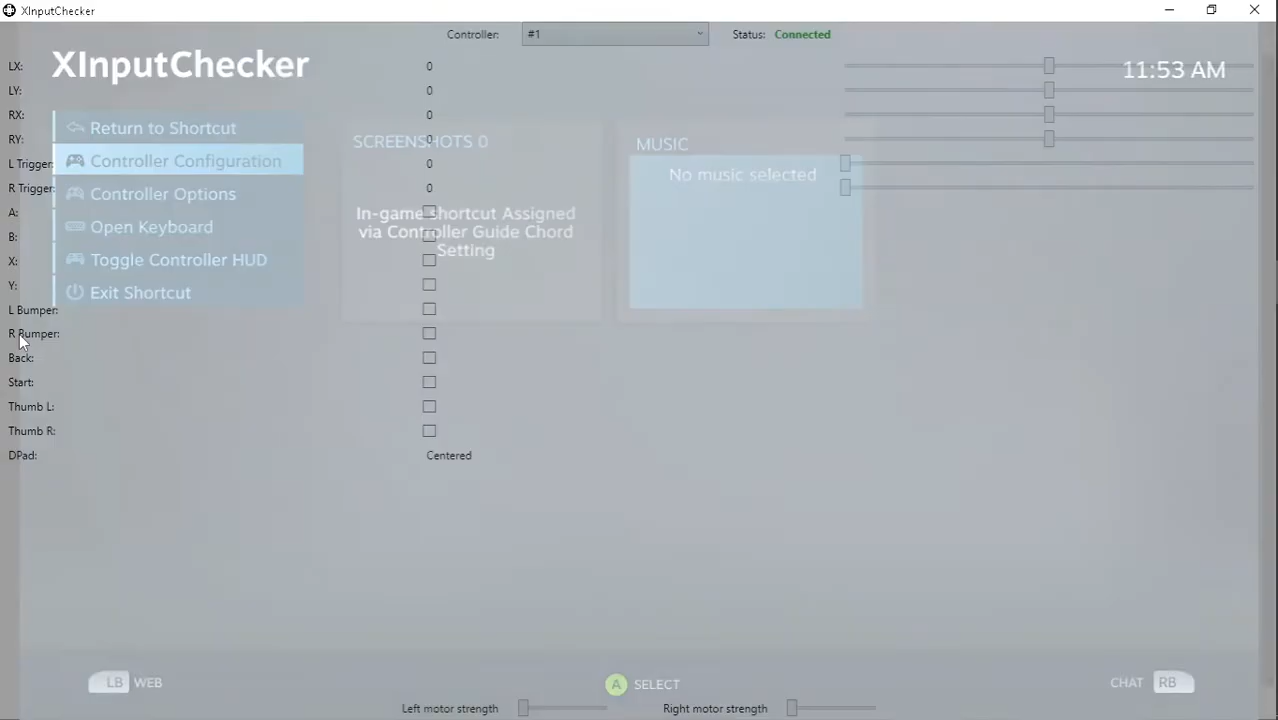 XInputChecker
Controller: #1 Status: Connected
XInputChecker
11:53 AM
LX: 0
LY: 0
RX: 0
RY: 0
L Trigger: 0
R Trigger: 0
A:
B:
X:
Y:
L Bumper:
R Bumper:
Back:
Start:
Thumb L:
Thumb R:
DPad: Centered
Return to Shortcut
Controller Configuration
Controller Options
Open Keyboard
Toggle Controller HUD
Exit Shortcut
SCREENSHOTS 0
In-game shortcut Assigned
via Controller Guide Chord
Setting
MUSIC
No music selected
LB WEB
A SELECT
CHAT RB
Left motor strength
Right motor strength